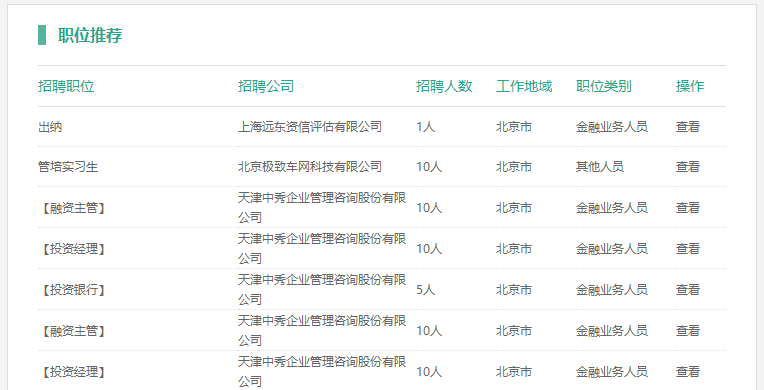 职位推荐
招聘职位 招聘公司 招聘人数 工作地域 职位类别 操作
出纳 上海远东资信评估有限公司 1人 北京市 金融业务人员 查看
管培实习生 北京极致车网科技有限公司 10人 北京市 其他人员 查看
【融资主管】 天津中秀企业管理咨询股份有限公司 10人 北京市 金融业务人员 查看
【投资经理】 天津中秀企业管理咨询股份有限公司 10人 北京市 金融业务人员 查看
【投资银行】 天津中秀企业管理咨询股份有限公司 5人 北京市 金融业务人员 查看
【融资主管】 天津中秀企业管理咨询股份有限公司 10人 北京市 金融业务人员 查看
【投资经理】 天津中秀企业管理咨询股份有限公司 10人 北京市 金融业务人员 查看